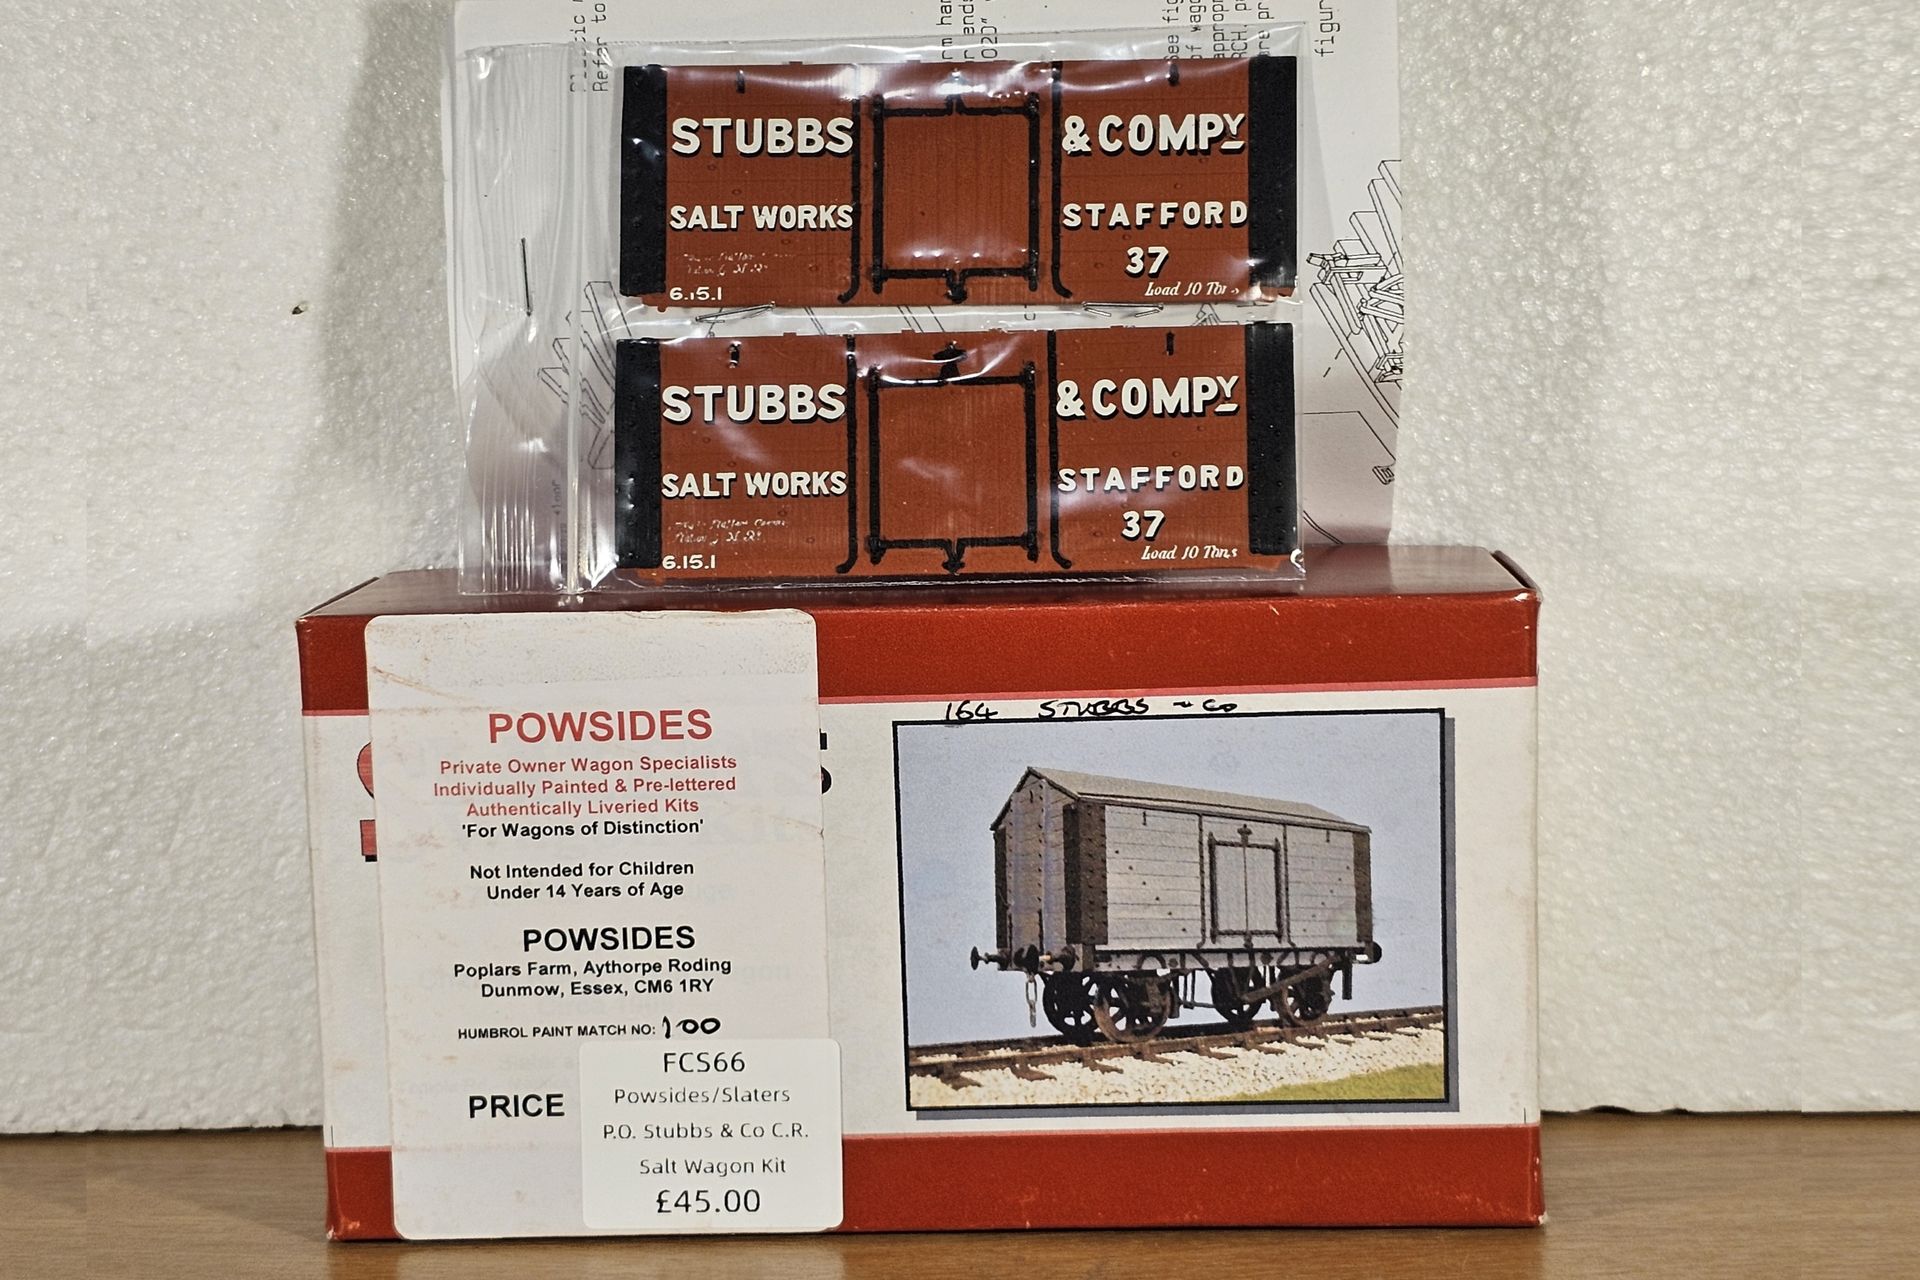 Refer to
figur
STUBBS & COMPY
SALT WORKS STAFFORD
37
6.15.1 Load 10 Tons
STUBBS & COMPY
SALT WORKS STAFFORD
37
6.15.1 Load 10 Tons
164 STUBBS ~ Co
POWSIDES
Private Owner Wagon Specialists
Individually Painted & Pre-lettered
Authentically Liveried Kits
'For Wagons of Distinction'
Not Intended for Children
Under 14 Years of Age
POWSIDES
Poplars Farm, Aythorpe Roding
Dunmow, Essex, CM6 1RY
HUMBROL PAINT MATCH NO: 100
PRICE
FCS66
Powsides/Slaters
P.O. Stubbs & Co C.R.
Salt Wagon Kit
£45.00